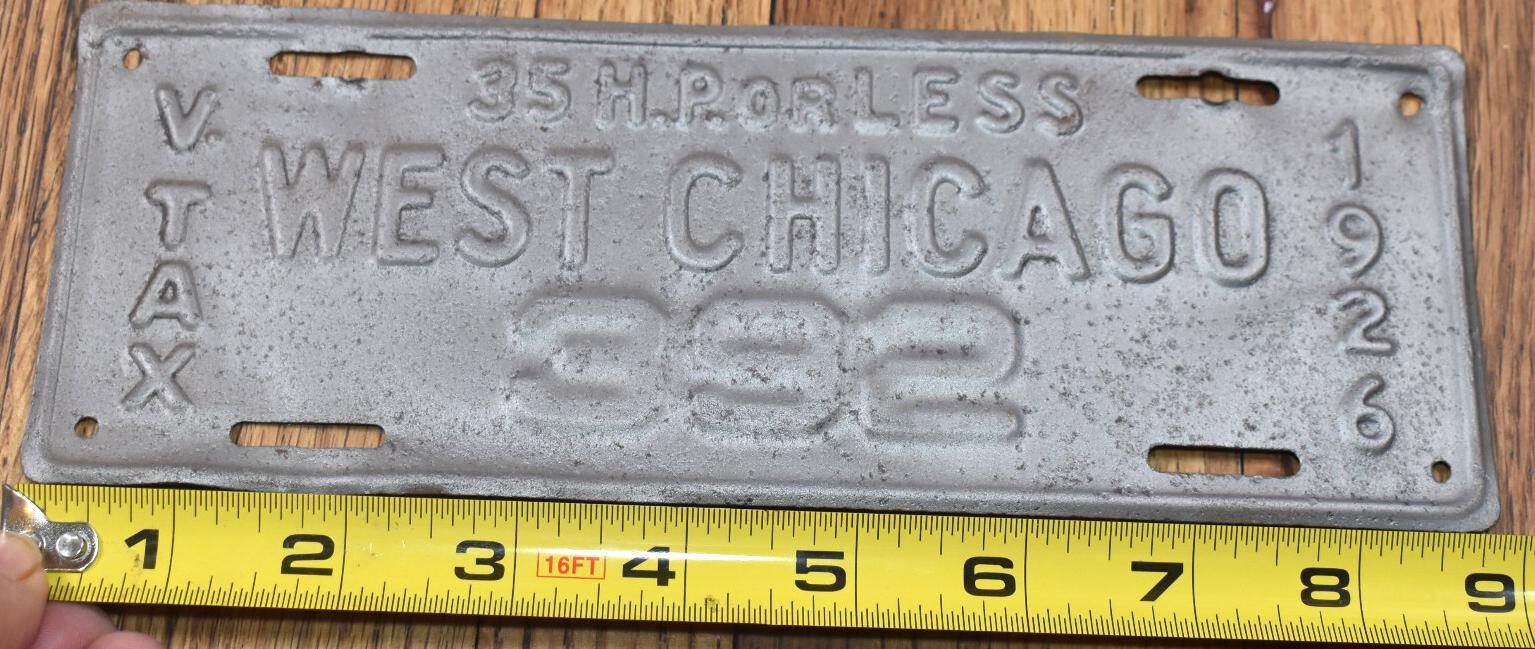 35 H.P. OR LESS
V. TAX
WEST CHICAGO
1926
392
1 2 3 16FT 4 5 6 7 8 9